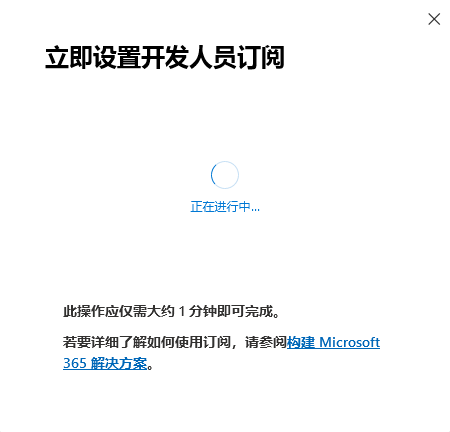 立即设置开发人员订阅
正在进行中...
此操作应仅需大约 1 分钟即可完成。
若要详细了解如何使用订阅，请参阅构建 Microsoft
365 解决方案。